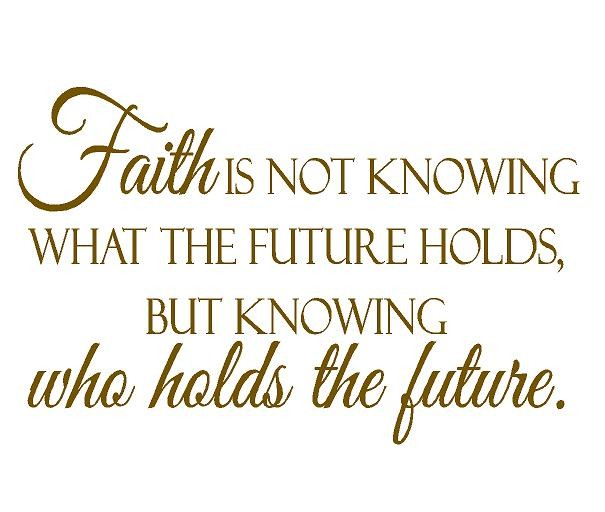 Faith IS NOT KNOWING
WHAT THE FUTURE HOLDS,
BUT KNOWING
who holds the future.